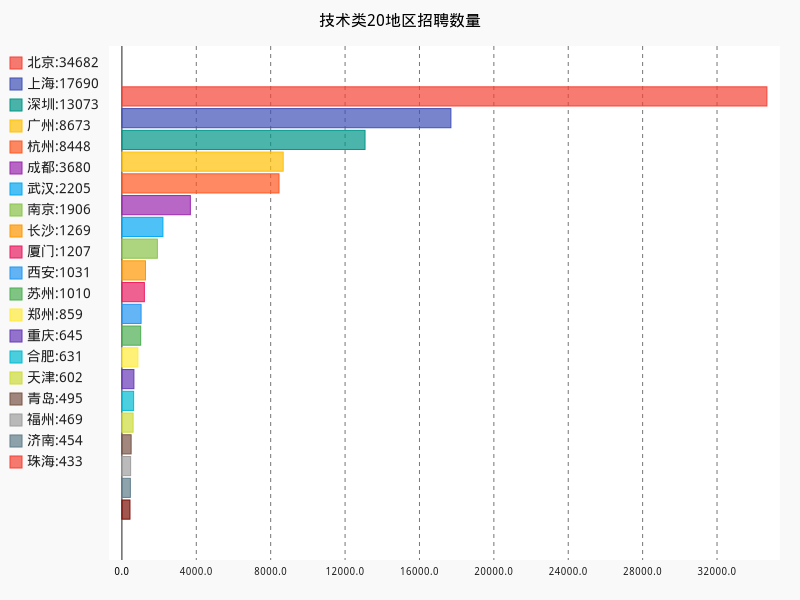 技术类20地区招聘数量
北京:34682
上海:17690
深圳:13073
广州:8673
杭州:8448
成都:3680
武汉:2205
南京:1906
长沙:1269
厦门:1207
西安:1031
苏州:1010
郑州:859
重庆:645
合肥:631
天津:602
青岛:495
福州:469
济南:454
珠海:433
0.0 4000.0 8000.0 12000.0 16000.0 20000.0 24000.0 28000.0 32000.0